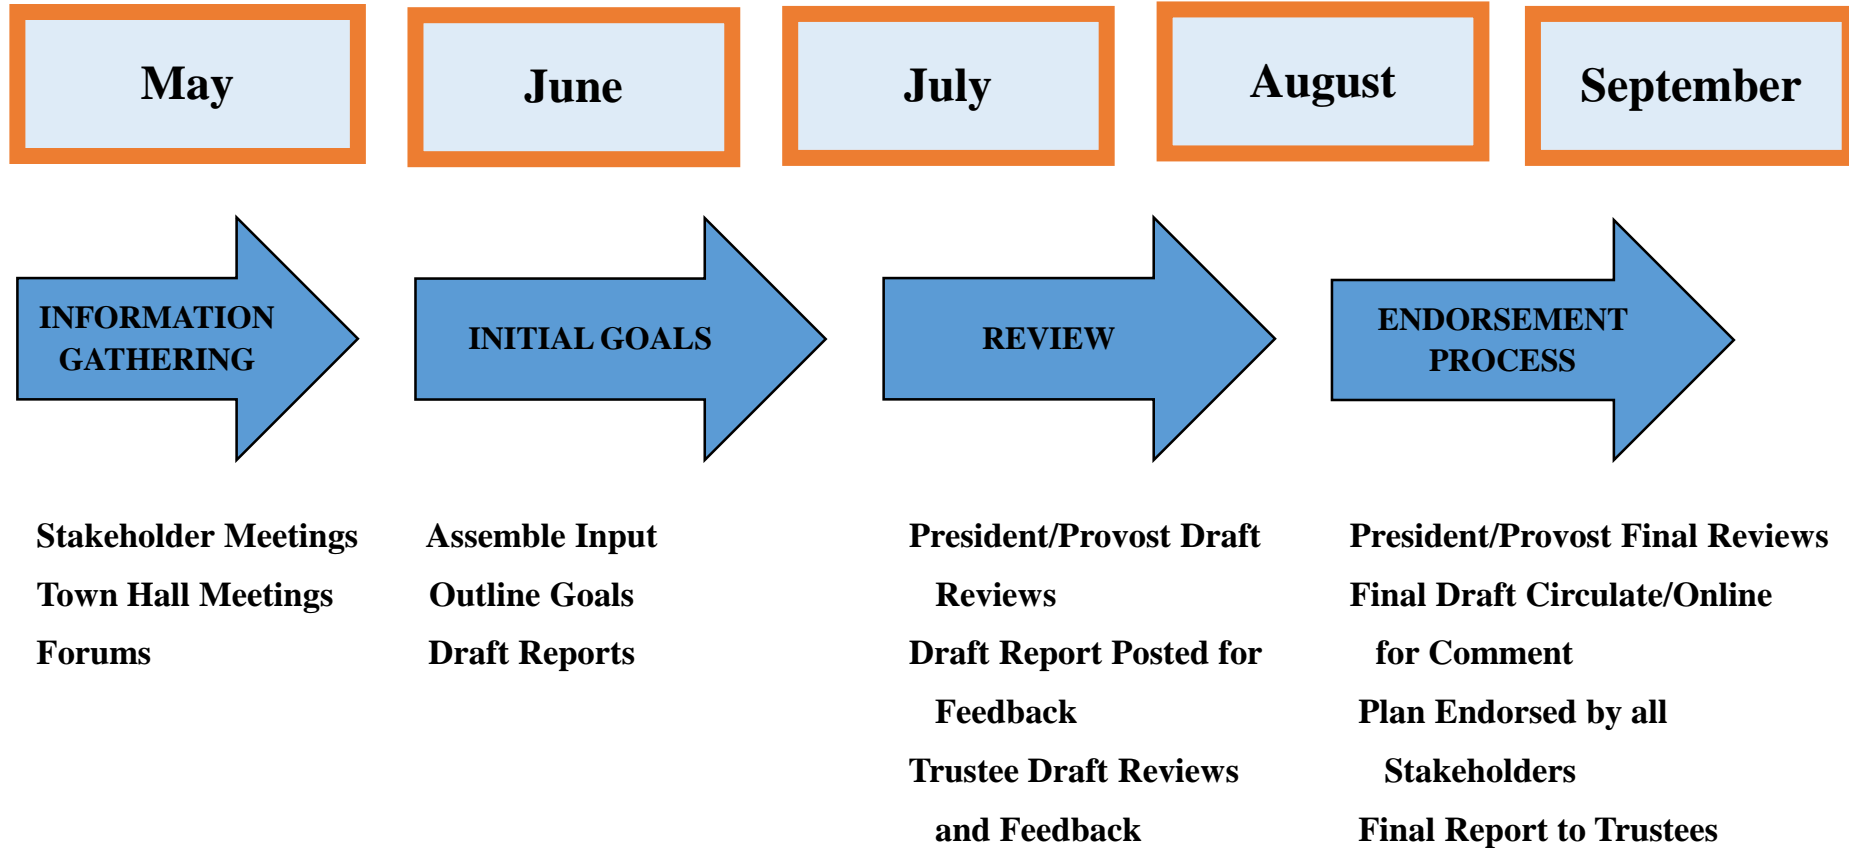 May
June
July
August
September
INFORMATION
GATHERING
INITIAL GOALS
REVIEW
ENDORSEMENT
PROCESS
Stakeholder Meetings
Town Hall Meetings
Forums
Assemble Input
Outline Goals
Draft Reports
President/Provost Draft
Reviews
Draft Report Posted for
Feedback
Trustee Draft Reviews
and Feedback
President/Provost Final Reviews
Final Draft Circulate/Online
for Comment
Plan Endorsed by all
Stakeholders
Final Report to Trustees